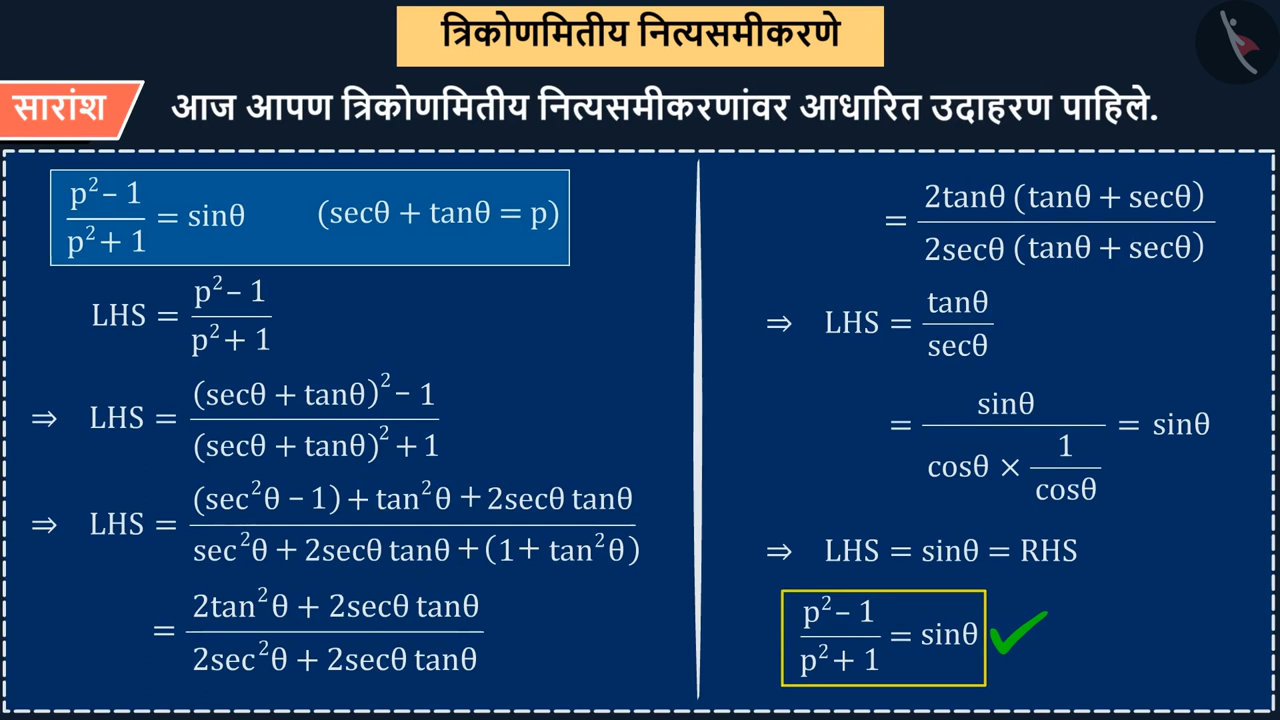 त्रिकोणमितीय नित्यसमीकरणे
सारांश आज आपण त्रिकोणमितीय नित्यसमीकरणांवर आधारित उदाहरण पाहिले.
(p² – 1)/(p² + 1) = sinθ (secθ + tanθ = p)
LHS = (p² – 1)/(p² + 1)
⇒ LHS = ((secθ + tanθ)² – 1)/((secθ + tanθ)² + 1)
⇒ LHS = ((sec²θ – 1) + tan²θ + 2secθ tanθ)/(sec²θ + 2secθ tanθ + (1 + tan²θ))
= (2tan²θ + 2secθ tanθ)/(2sec²θ + 2secθ tanθ)
= (2tanθ (tanθ + secθ))/(2secθ (tanθ + secθ))
⇒ LHS = tanθ/secθ
= sinθ/(cosθ × 1/cosθ) = sinθ
⇒ LHS = sinθ = RHS
(p² – 1)/(p² + 1) = sinθ ✓